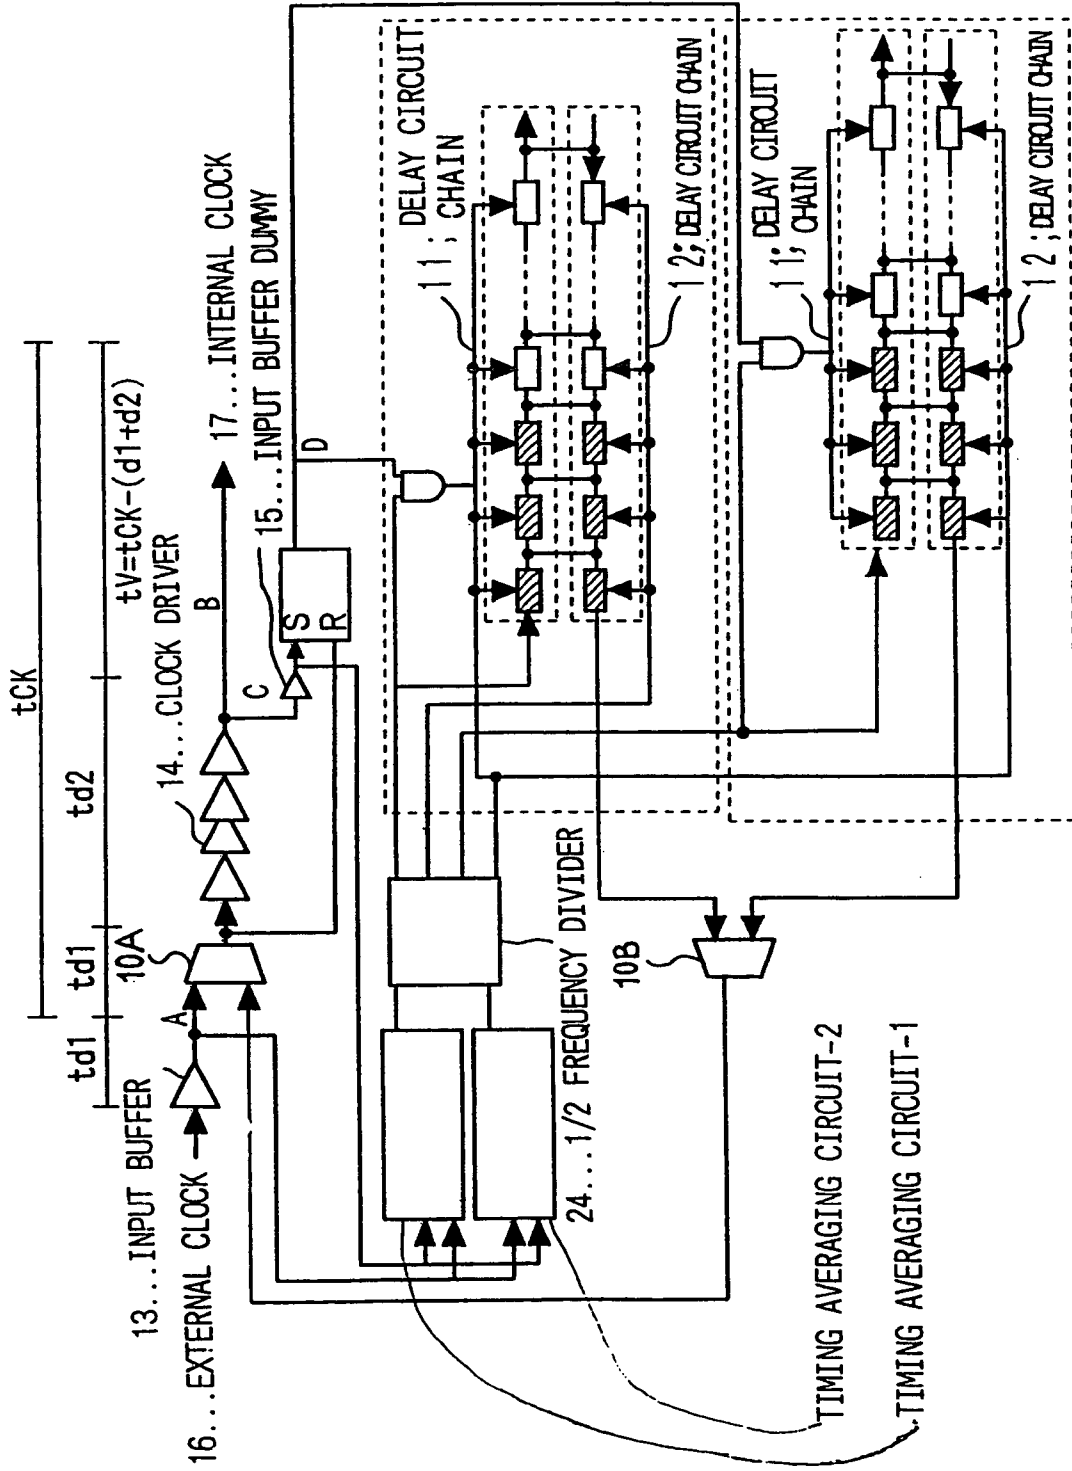 tCK
td1
td1
td2
tV=tCK-(d1+d2)
13...INPUT BUFFER
16...EXTERNAL CLOCK
A
10A
14...CLOCK DRIVER
B
17...INTERNAL CLOCK
C
15...INPUT BUFFER DUMMY
S
R
D
DELAY CIRCUIT
11; CHAIN
12; DELAY CIRCUIT CHAIN
11; DELAY CIRCUIT
CHAIN
12; DELAY CIRCUIT CHAIN
24...1/2 FREQUENCY DIVIDER
10B
TIMING AVERAGING CIRCUIT-2
TIMING AVERAGING CIRCUIT-1